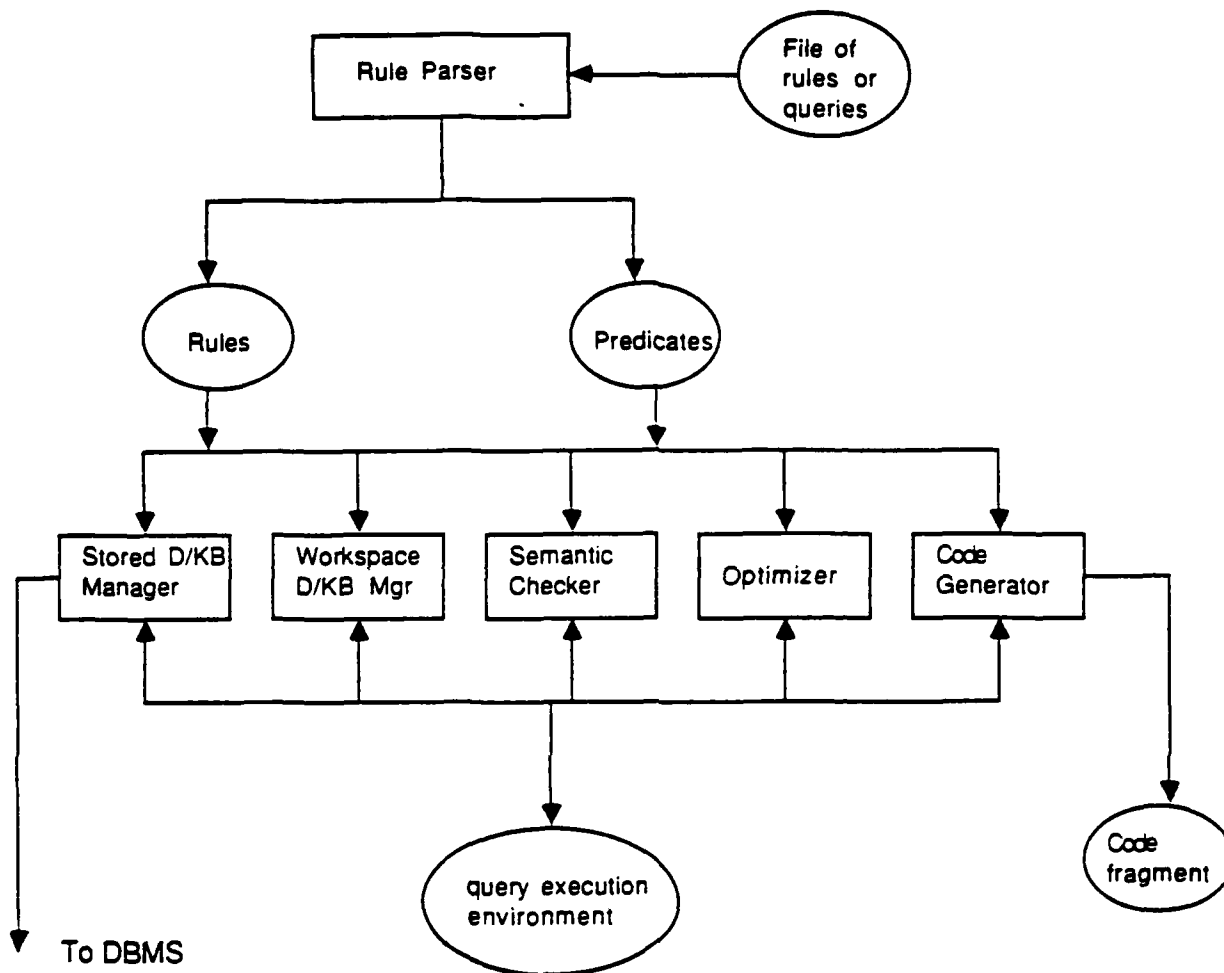 Rule Parser
File of
rules or
queries
Rules
Predicates
Stored D/KB
Manager
Workspace
D/KB Mgr
Semantic
Checker
Optimizer
Code
Generator
query execution
environment
Code
fragment
To DBMS